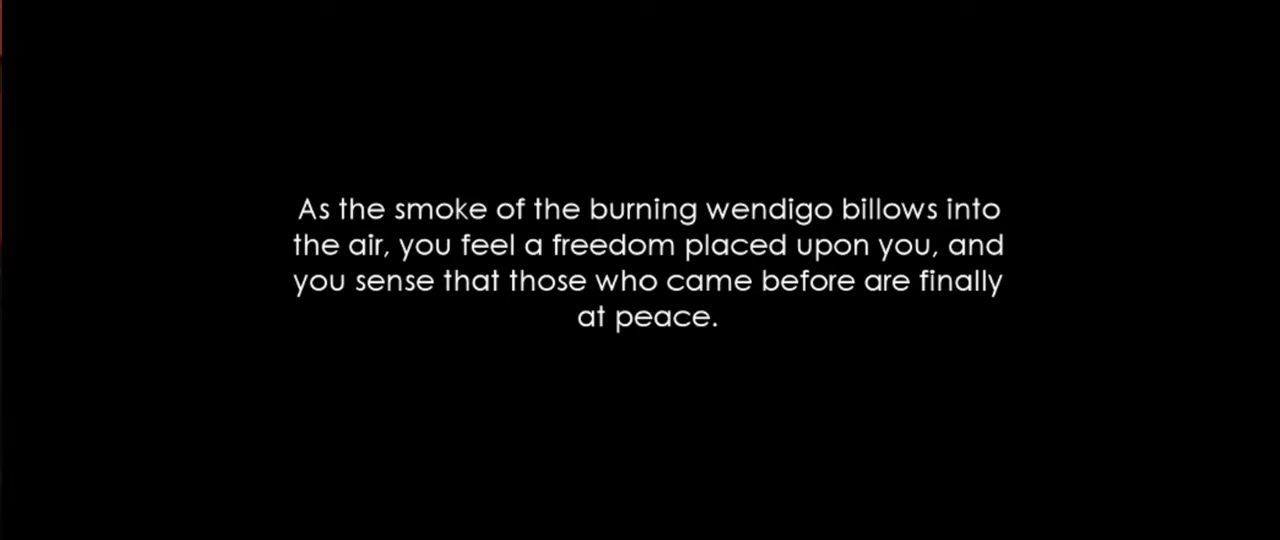 As the smoke of the burning wendigo billows into
the air, you feel a freedom placed upon you, and
you sense that those who came before are finally
at peace.